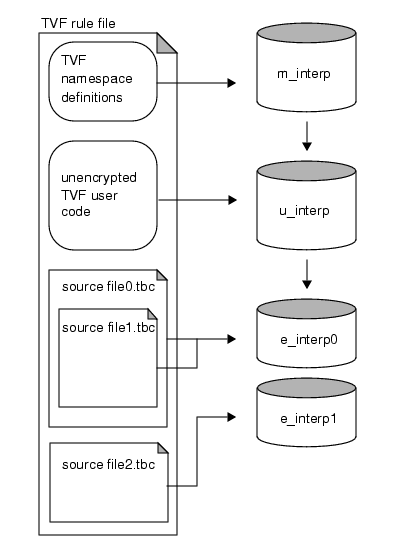 TVF rule file
TVF
namespace
definitions
m_interp
unencrypted
TVF user
code
u_interp
source file0.tbc
source file1.tbc
e_interp0
e_interp1
source file2.tbc